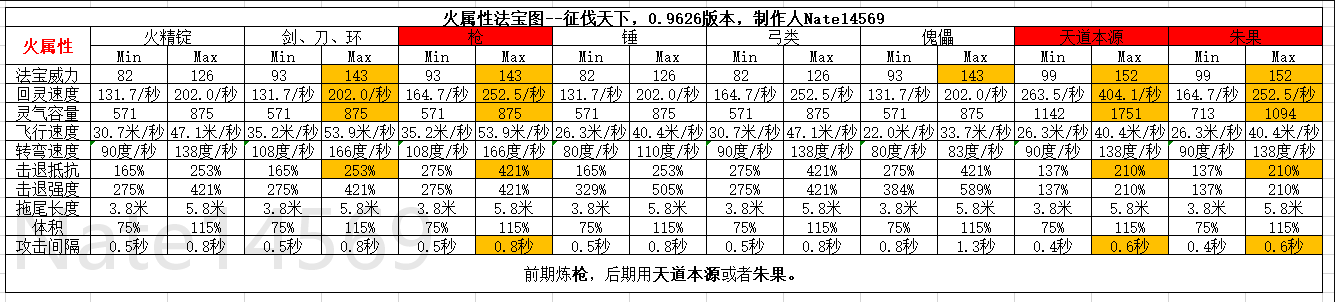 火属性法宝图--征伐天下，0.9626版本，制作人Nate14569
火属性 火精锭 剑、刀、环 枪 锤 弓类 傀儡 天道本源 朱果
Min Max Min Max Min Max Min Max Min Max Min Max Min Max Min Max
法宝威力 82 126 93 143 93 143 82 126 82 126 93 143 99 152 99 152
回灵速度 131.7/秒 202.0/秒 131.7/秒 202.0/秒 164.7/秒 252.5/秒 131.7/秒 202.0/秒 164.7/秒 252.5/秒 131.7/秒 202.0/秒 263.5/秒 404.1/秒 164.7/秒 252.5/秒
灵气容量 571 875 571 875 571 875 571 875 571 875 571 875 1142 1751 713 1094
飞行速度 30.7米/秒 47.1米/秒 35.2米/秒 53.9米/秒 35.2米/秒 53.9米/秒 26.3米/秒 40.4米/秒 30.7米/秒 47.1米/秒 22.0米/秒 33.7米/秒 26.3米/秒 40.4米/秒 26.3米/秒 40.4米/秒
转弯速度 90度/秒 138度/秒 108度/秒 166度/秒 108度/秒 166度/秒 80度/秒 110度/秒 90度/秒 138度/秒 80度/秒 83度/秒 90度/秒 138度/秒 90度/秒 138度/秒
击退抵抗 165% 253% 165% 253% 275% 421% 165% 253% 165% 253% 275% 421% 137% 210% 137% 210%
击退强度 275% 421% 275% 421% 275% 421% 329% 505% 275% 421% 384% 589% 137% 210% 137% 210%
拖尾长度 3.8米 5.8米 3.8米 5.8米 3.8米 5.8米 3.8米 5.8米 3.8米 5.8米 3.8米 5.8米 3.8米 5.8米 3.8米 5.8米
体积 75% 115% 75% 115% 75% 115% 75% 115% 75% 115% 75% 115% 75% 115% 75% 115%
攻击间隔 0.5秒 0.8秒 0.5秒 0.8秒 0.5秒 0.8秒 0.5秒 0.8秒 0.5秒 0.8秒 0.8秒 1.3秒 0.4秒 0.6秒 0.4秒 0.6秒
Nate14569
前期炼枪，后期用天道本源或者朱果。